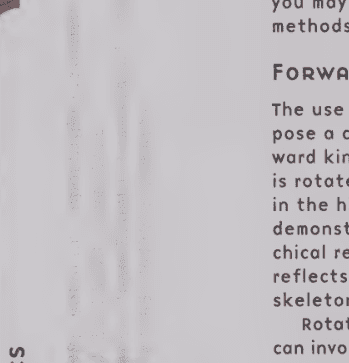 you may
methods
FORWA
The use
pose a c
ward kin
is rotate
in the h
demonst
chical re
reflects
skeleto
Rotat
can invo
S